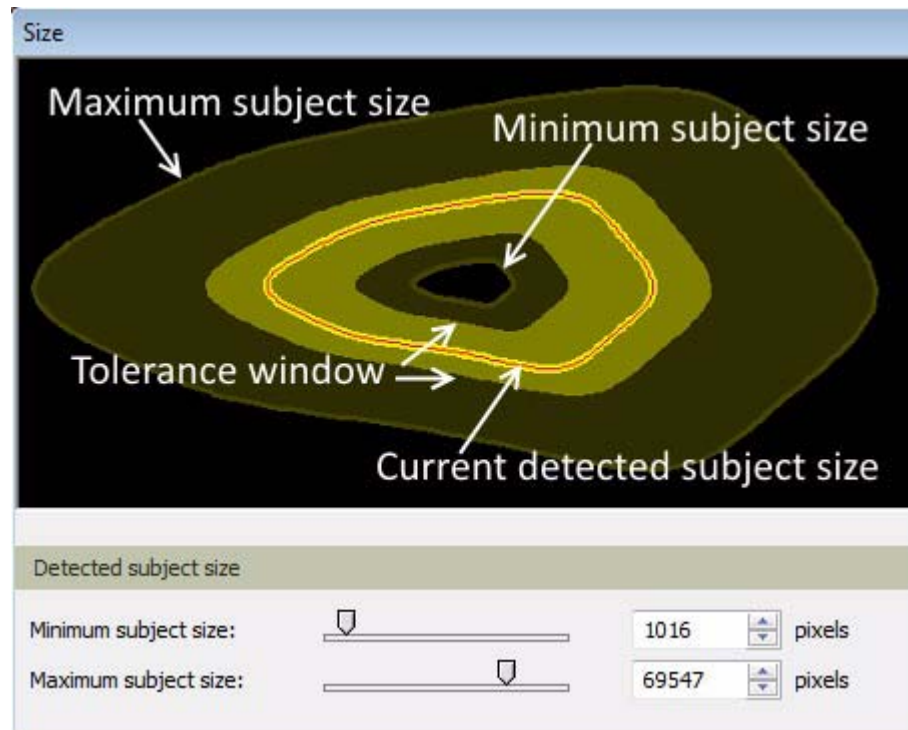 Size
Maximum subject size
Minimum subject size
Tolerance window
Current detected subject size
Detected subject size
Minimum subject size: 1016 pixels
Maximum subject size: 69547 pixels